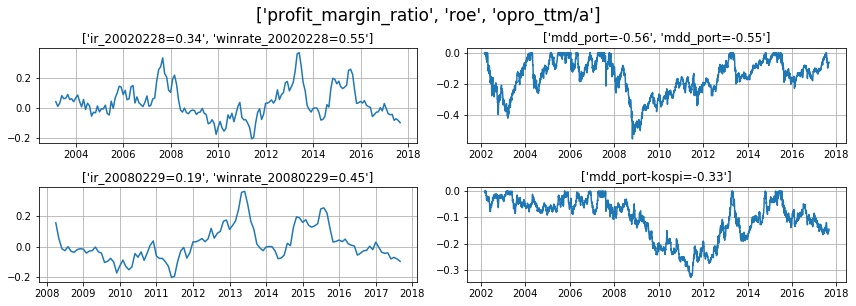 ['profit_margin_ratio', 'roe', 'opro_ttm/a']
['ir_20020228=0.34', 'winrate_20020228=0.55']
0.2
0.0
−0.2
2004 2006 2008 2010 2012 2014 2016 2018
['mdd_port=-0.56', 'mdd_port=-0.55']
0.0
−0.2
−0.4
2002 2004 2006 2008 2010 2012 2014 2016 2018
['ir_20080229=0.19', 'winrate_20080229=0.45']
0.2
0.0
−0.2
2008 2009 2010 2011 2012 2013 2014 2015 2016 2017 2018
['mdd_port-kospi=-0.33']
0.0
−0.1
−0.2
−0.3
2002 2004 2006 2008 2010 2012 2014 2016 2018